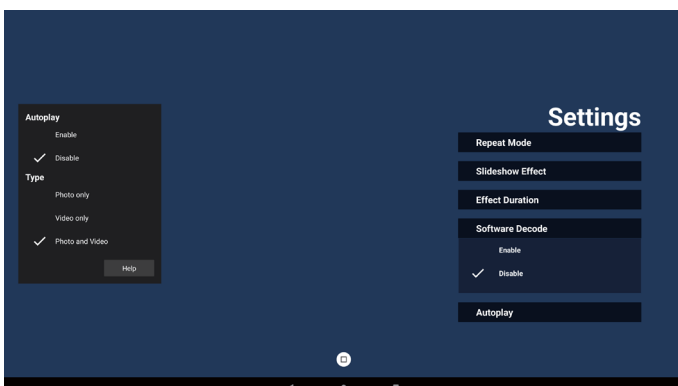 Autoplay
Enable
Disable
Type
Photo only
Video only
Photo and Video
Help
Settings
Repeat Mode
Slideshow Effect
Effect Duration
Software Decode
Enable
Disable
Autoplay